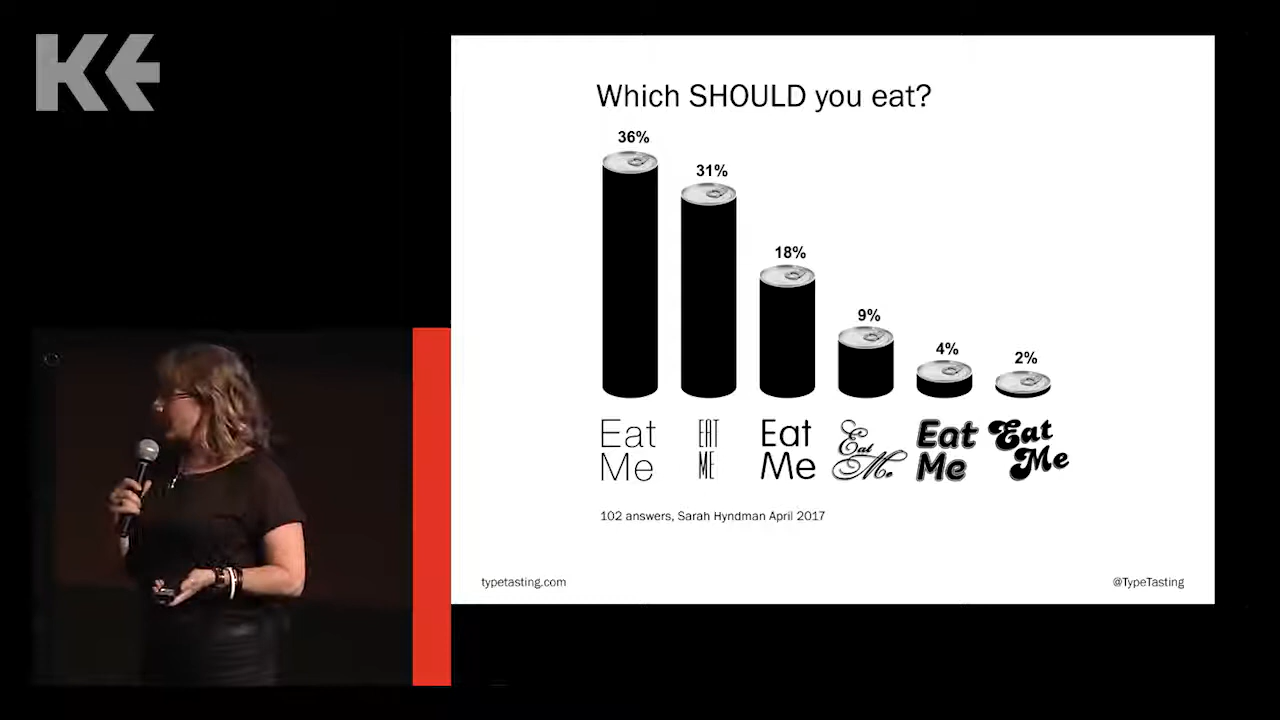 KE
Which SHOULD you eat?
36%
31%
18%
9%
4%
2%
Eat
Me
EAT
ME
Eat
Me
Eat
Me
Eat
Me
Eat
Me
102 answers, Sarah Hyndman April 2017
typetasting.com
@TypeTasting